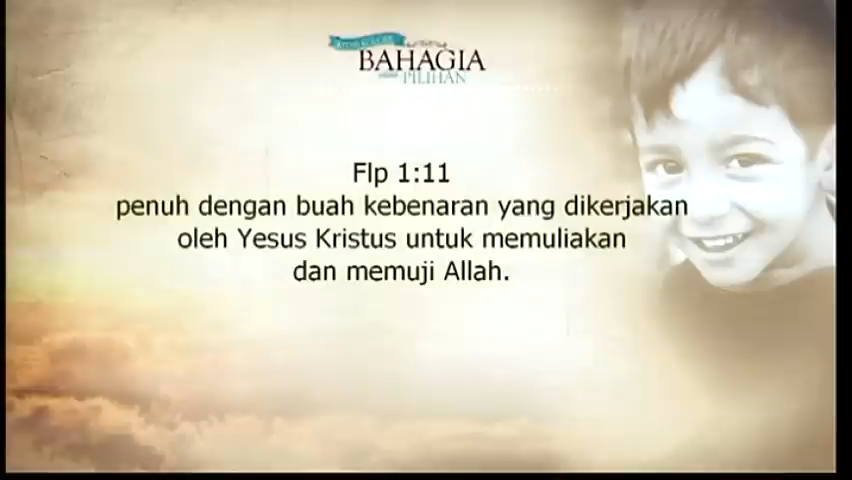 BAHAGIA
PILIHAN
Flp 1:11
penuh dengan buah kebenaran yang dikerjakan
oleh Yesus Kristus untuk memuliakan
dan memuji Allah.